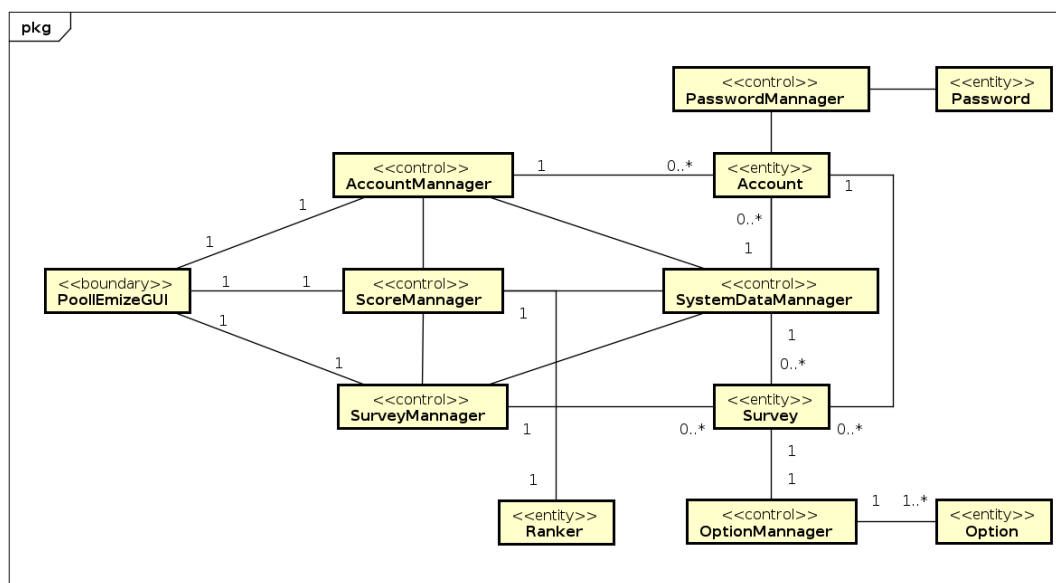 pkg
<<control>>
PasswordMannager
<<entity>>
Password
<<control>>
AccountMannager
1
0..*
<<entity>>
Account
1
1
0..*
1
1
<<boundary>>
PoollEmizeGUI
1
1
<<control>>
ScoreMannager
1
<<control>>
SystemDataMannager
1
1
1
0..*
<<control>>
SurveyMannager
1
0..*
<<entity>>
Survey
0..*
1
1
1
<<entity>>
Ranker
<<control>>
OptionMannager
1
1..*
<<entity>>
Option